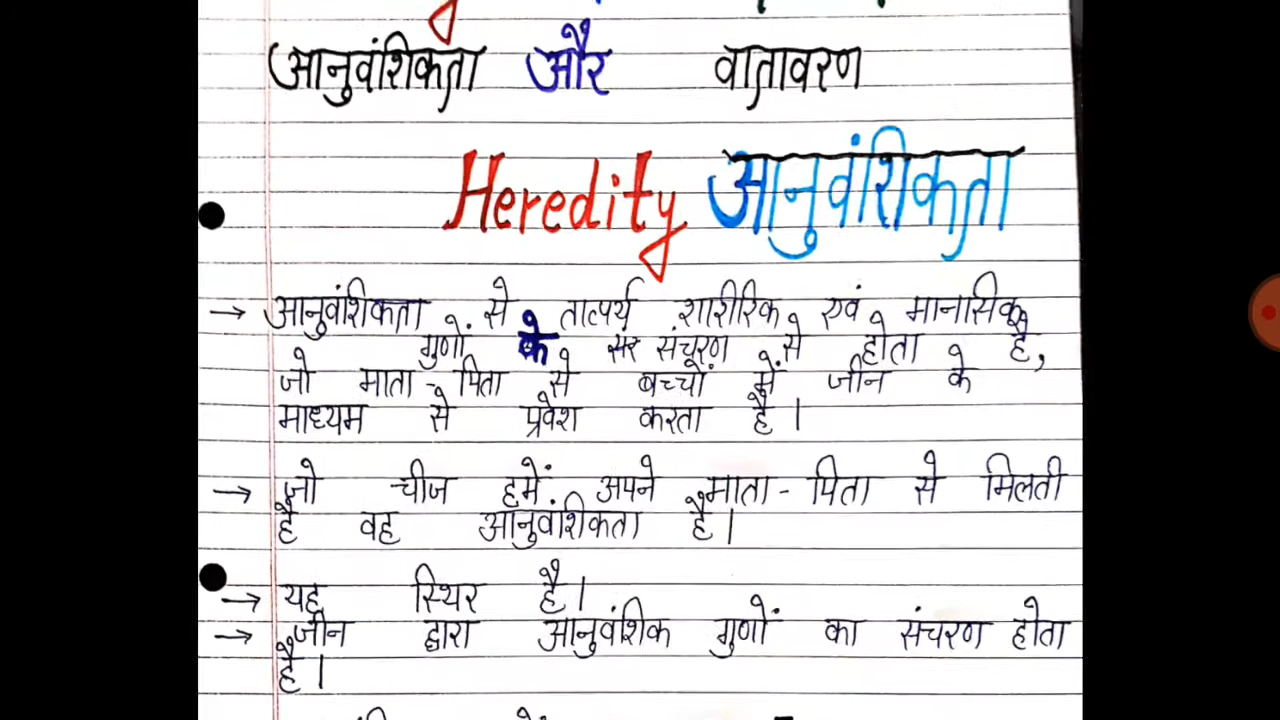 आनुवंशिकता और वातावरण
Heredity आनुवंशिकता
→ आनुवंशिकता से तात्पर्य शारीरिक एवं मानसिक
गुणों के संचरण से होता है,
जो माता-पिता से बच्चों में जीन के
माध्यम से प्रवेश करता है।
→ जो चीज हमें अपने माता-पिता से मिलती
है वह आनुवंशिकता है।
→ यह स्थिर है।
→ जीन द्वारा आनुवंशिक गुणों का संचरण होता
है।